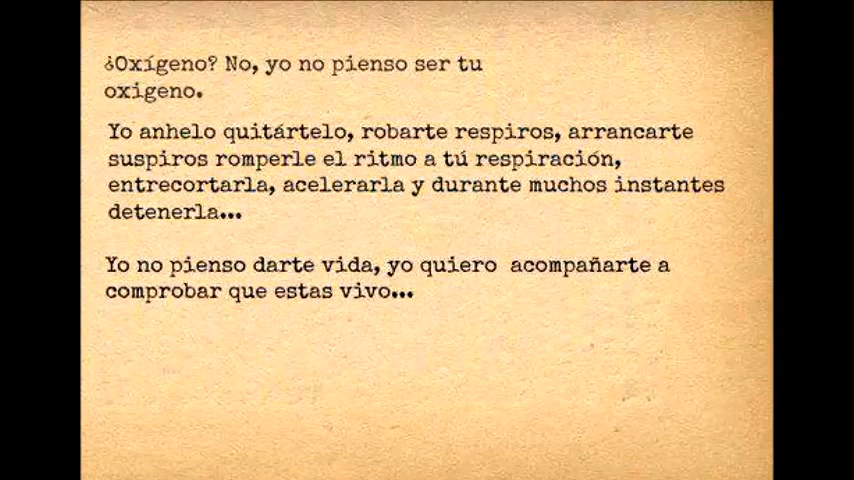 ¿Oxígeno? No, yo no pienso ser tu
oxigeno.
Yo anhelo quitártelo, robarte respiros, arrancarte
suspiros romperle el ritmo a tú respiración,
entrecortarla, acelerarla y durante muchos instantes
detenerla...
Yo no pienso darte vida, yo quiero acompañarte a
comprobar que estas vivo...